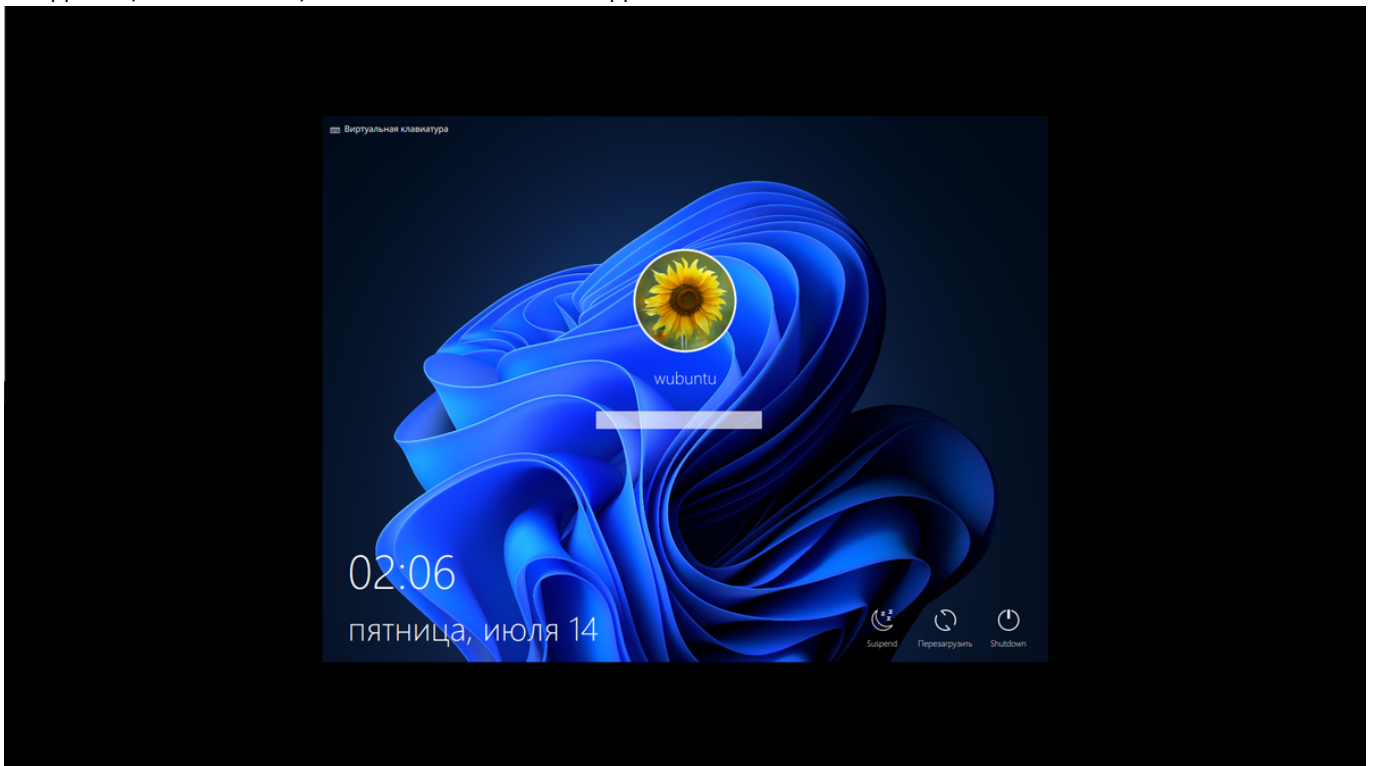 Виртуальная клавиатура
wubuntu
02:06
пятница, июля 14
Suspend
Перезагрузить
Shutdown